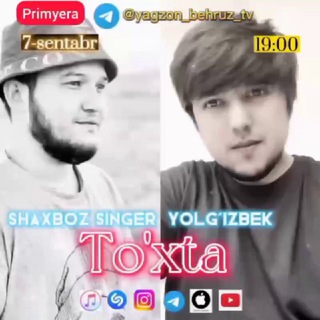 Primyera
@yagzon_behruz_tv
7-sentabr
19:00
SHAXBOZ SINGER YOLG'IZBEK
To'xta